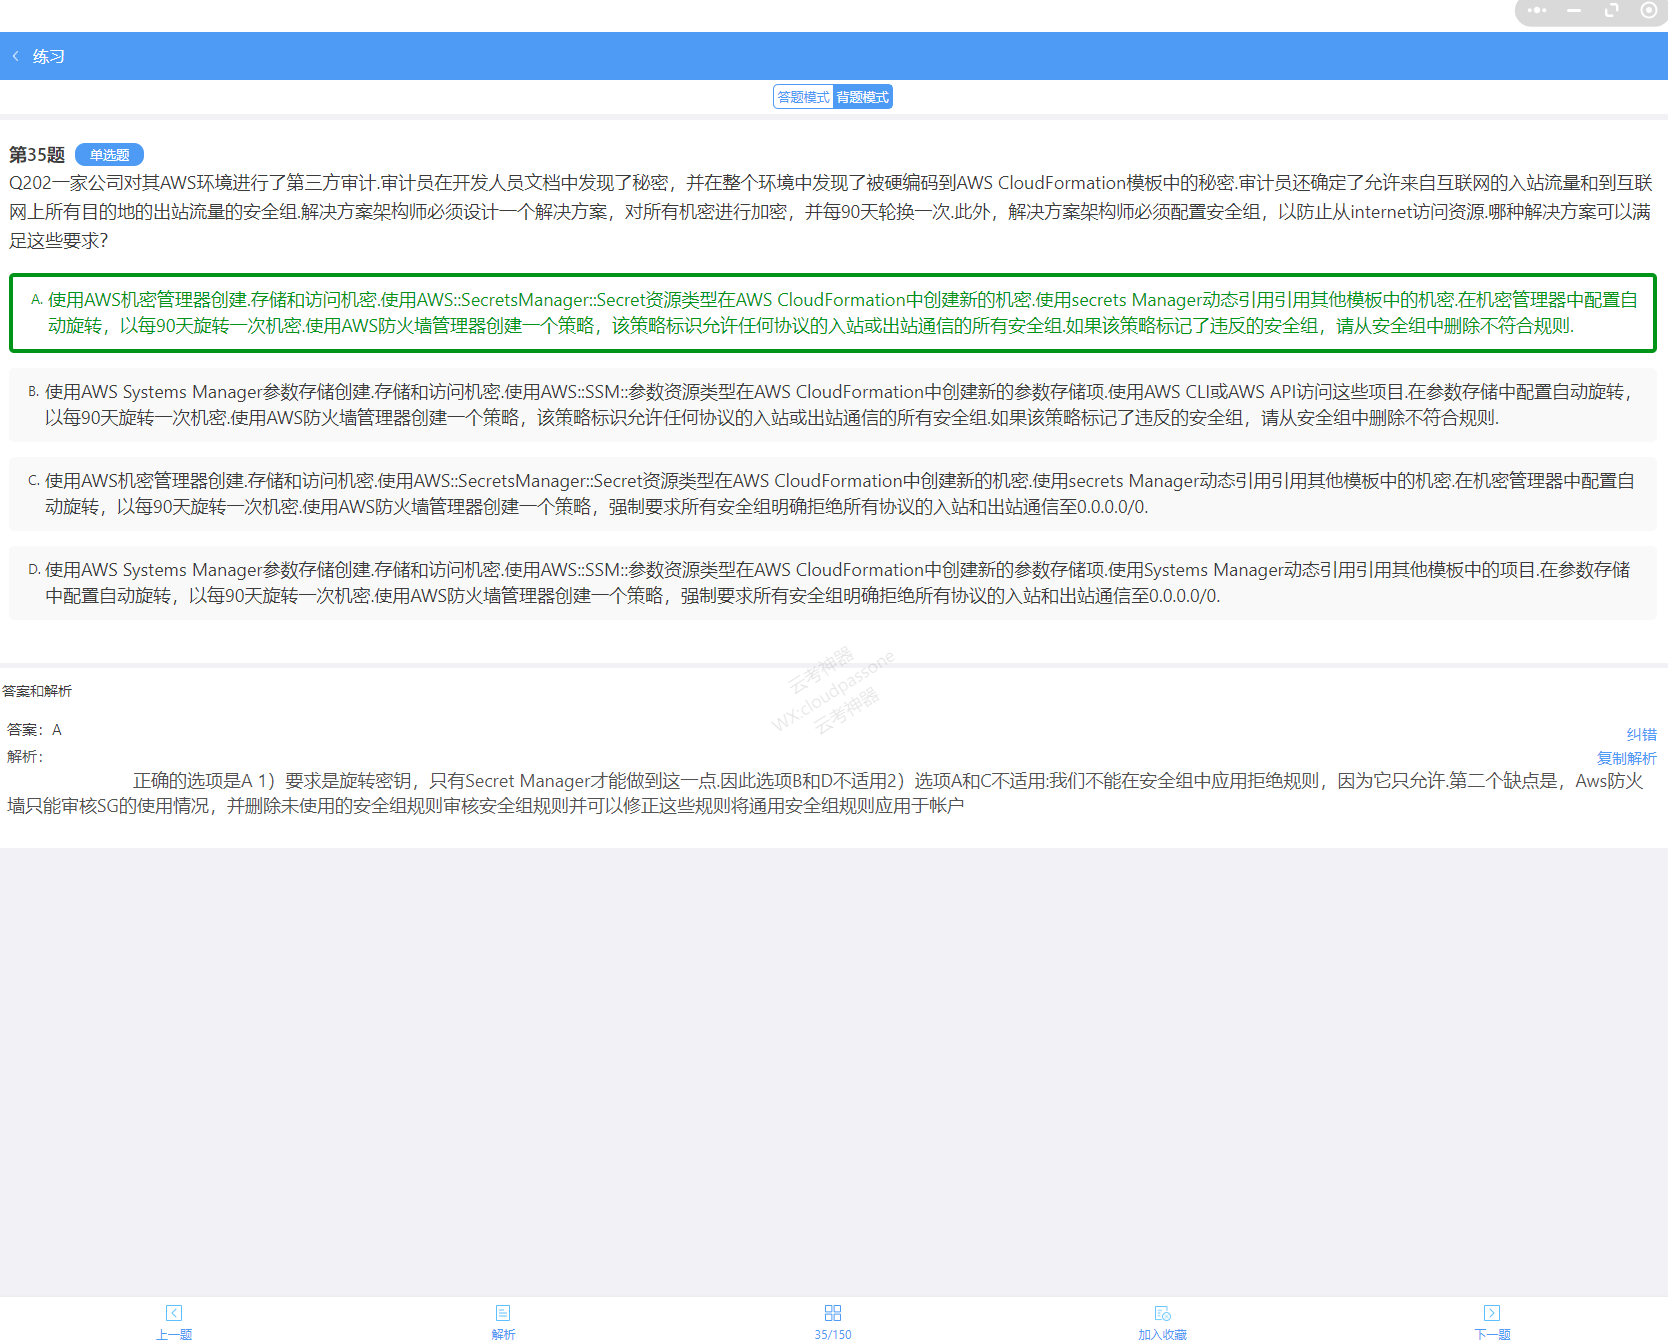 练习
答题模式 背题模式
第35题 单选题
Q202一家公司对其AWS环境进行了第三方审计.审计员在开发人员文档中发现了秘密，并在整个环境中发现了被硬编码到AWS CloudFormation模板中的秘密.审计员还确定了允许来自互联网的入站流量和到互联
网上所有目的地的出站流量的安全组.解决方案架构师必须设计一个解决方案，对所有机密进行加密，并每90天轮换一次.此外，解决方案架构师必须配置安全组，以防止从internet访问资源.哪种解决方案可以满
足这些要求？
A. 使用AWS机密管理器创建.存储和访问机密.使用AWS::SecretsManager::Secret资源类型在AWS CloudFormation中创建新的机密.使用secrets Manager动态引用引用其他模板中的机密.在机密管理器中配置自
动旋转，以每90天旋转一次机密.使用AWS防火墙管理器创建一个策略，该策略标识允许任何协议的入站或出站通信的所有安全组.如果该策略标记了违反的安全组，请从安全组中删除不符合规则.
B. 使用AWS Systems Manager参数存储创建.存储和访问机密.使用AWS::SSM::参数资源类型在AWS CloudFormation中创建新的参数存储项.使用AWS CLI或AWS API访问这些项目.在参数存储中配置自动旋转，
以每90天旋转一次机密.使用AWS防火墙管理器创建一个策略，该策略标识允许任何协议的入站或出站通信的所有安全组.如果该策略标记了违反的安全组，请从安全组中删除不符合规则.
C. 使用AWS机密管理器创建.存储和访问机密.使用AWS::SecretsManager::Secret资源类型在AWS CloudFormation中创建新的机密.使用secrets Manager动态引用引用其他模板中的机密.在机密管理器中配置自
动旋转，以每90天旋转一次机密.使用AWS防火墙管理器创建一个策略，强制要求所有安全组明确拒绝所有协议的入站和出站通信至0.0.0.0/0.
D. 使用AWS Systems Manager参数存储创建.存储和访问机密.使用AWS::SSM::参数资源类型在AWS CloudFormation中创建新的参数存储项.使用Systems Manager动态引用引用其他模板中的项目.在参数存储
中配置自动旋转，以每90天旋转一次机密.使用AWS防火墙管理器创建一个策略，强制要求所有安全组明确拒绝所有协议的入站和出站通信至0.0.0.0/0.
云考神器
WX:cloudpassone
云考神器
答案和解析
答案：A
纠错
解析：
复制解析
正确的选项是A 1）要求是旋转密钥，只有Secret Manager才能做到这一点.因此选项B和D不适用2）选项A和C不适用:我们不能在安全组中应用拒绝规则，因为它只允许.第二个缺点是，Aws防火
墙只能审核SG的使用情况，并删除未使用的安全组规则审核安全组规则并可以修正这些规则将通用安全组规则应用于帐户
上一题 解析 35/150 加入收藏 下一题